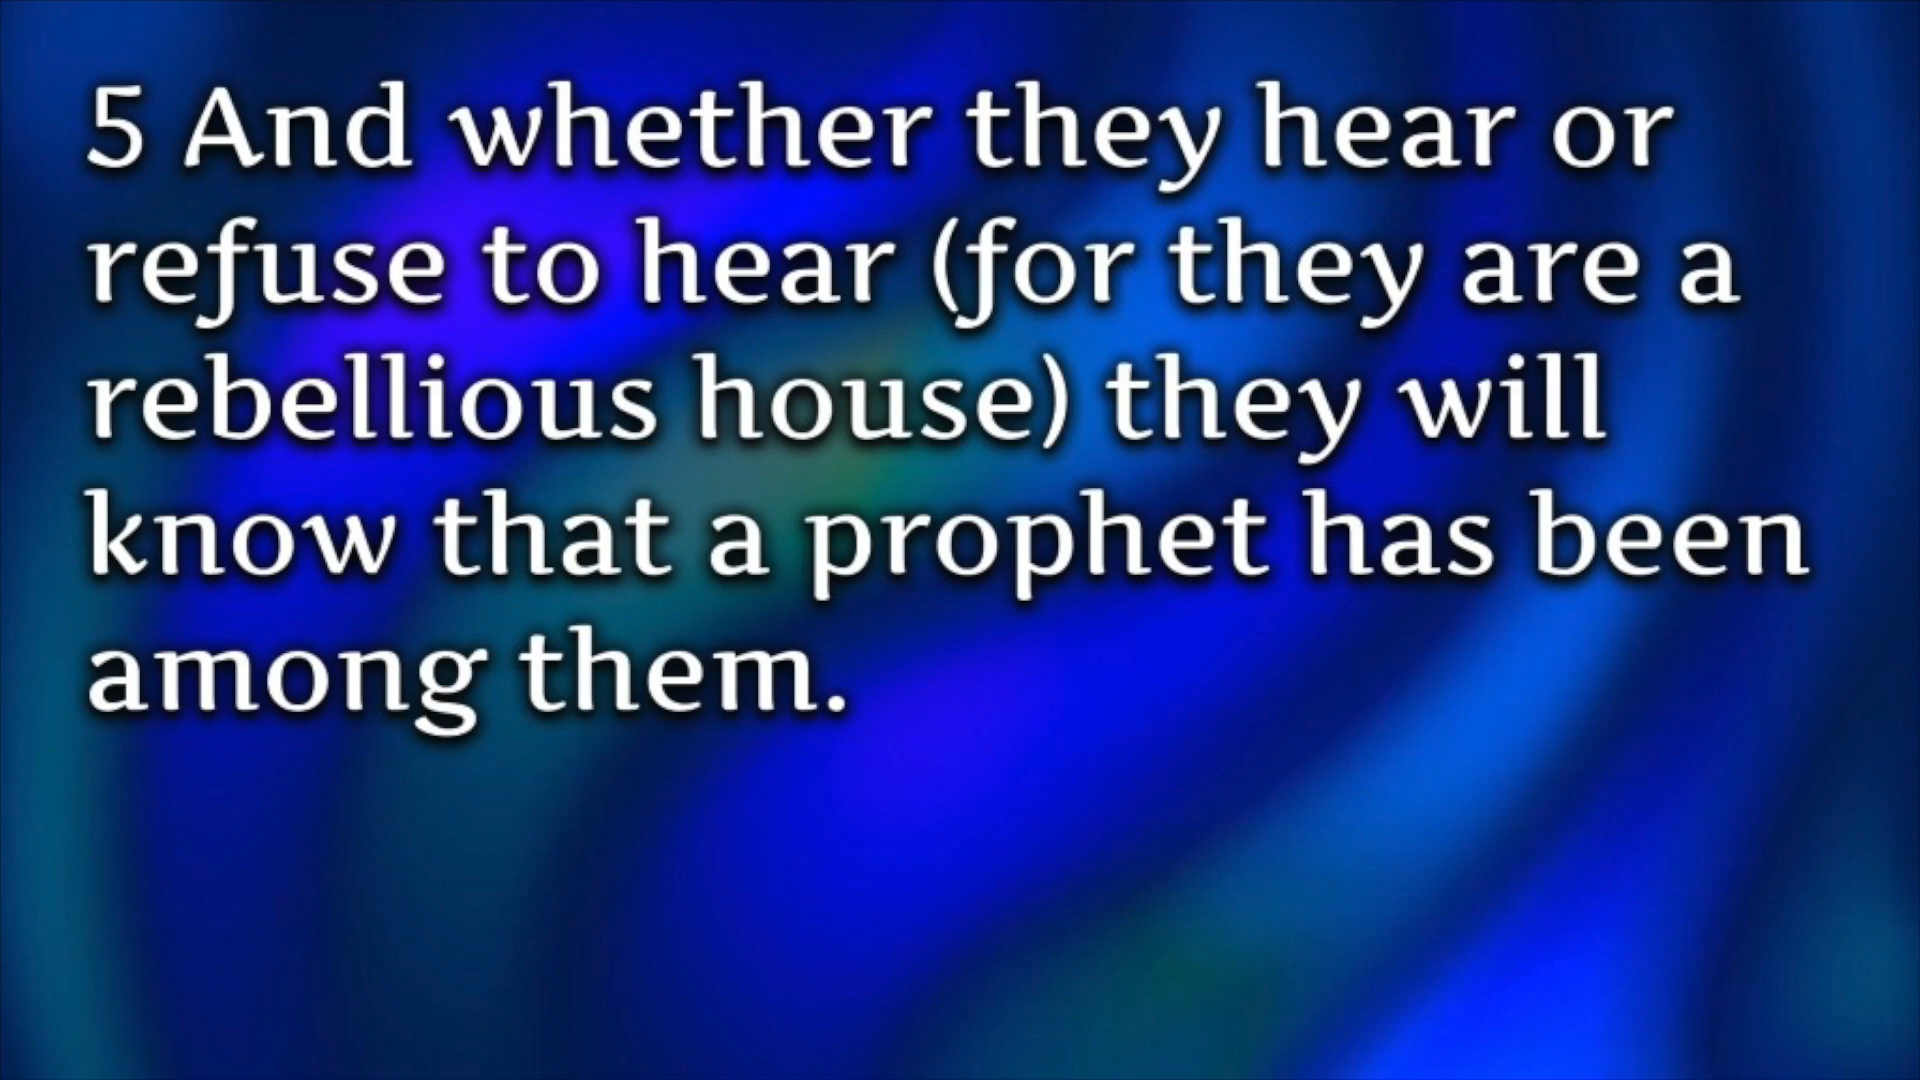 5 And whether they hear or
refuse to hear (for they are a
rebellious house) they will
know that a prophet has been
among them.